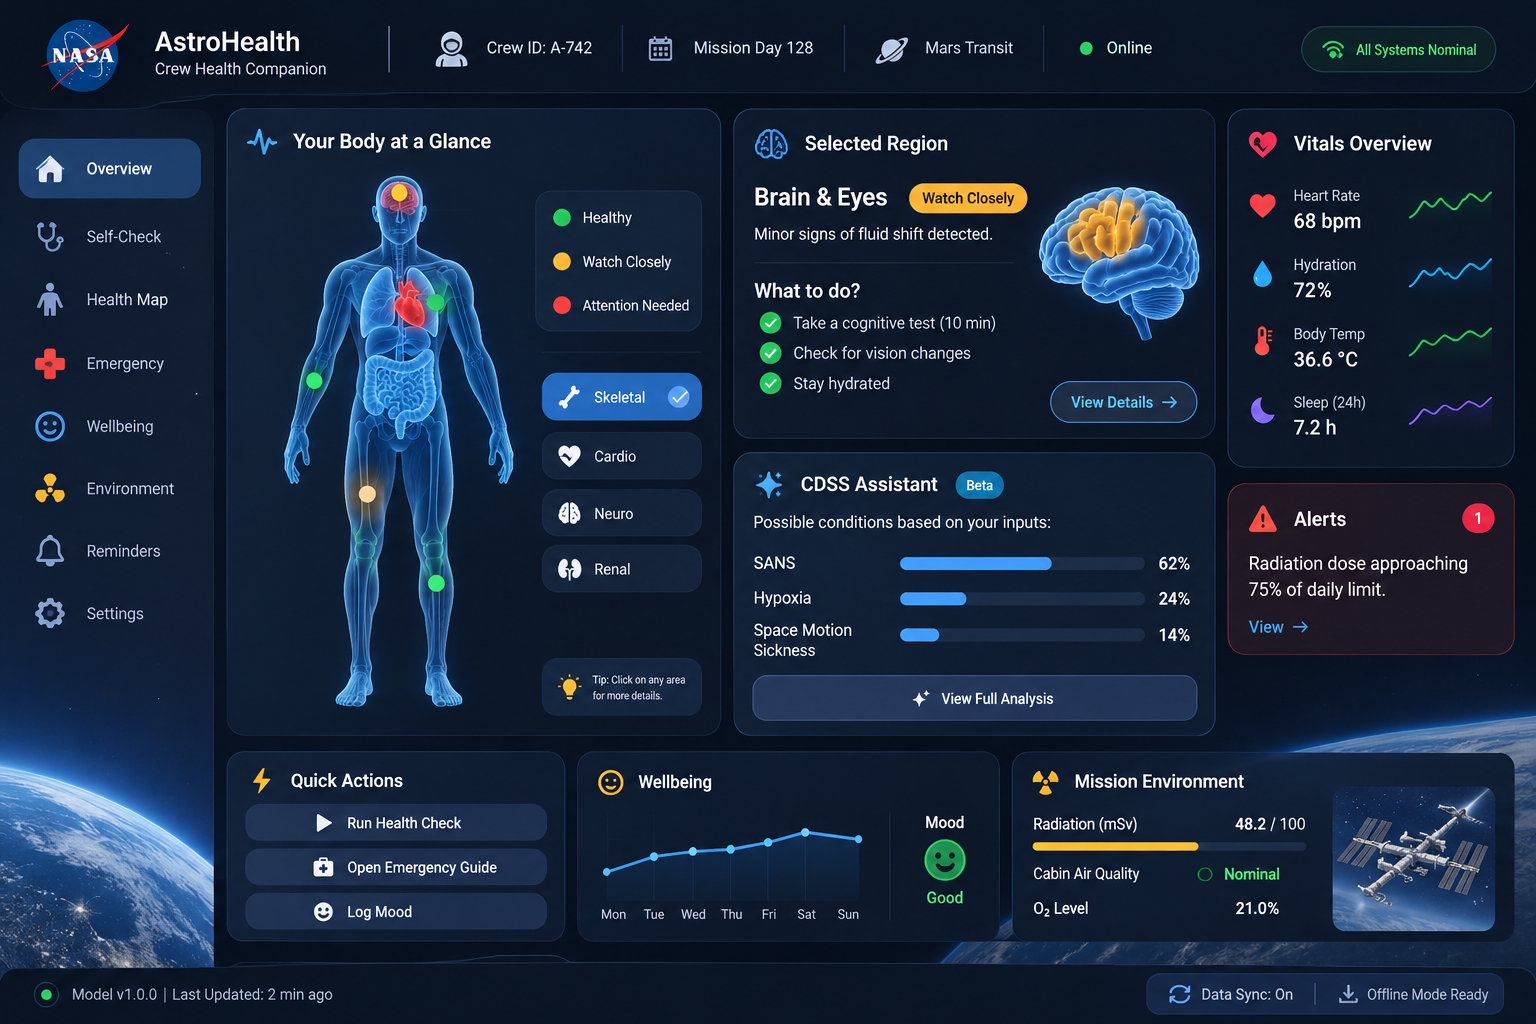 NASA
AstroHealth
Crew Health Companion
Crew ID: A-742
Mission Day 128
Mars Transit
Online
All Systems Nominal
Overview
Self-Check
Health Map
Emergency
Wellbeing
Environment
Reminders
Settings
Your Body at a Glance
Healthy
Watch Closely
Attention Needed
Skeletal
Cardio
Neuro
Renal
Tip: Click on any area
for more details.
Selected Region
Brain & Eyes
Watch Closely
Minor signs of fluid shift detected.
What to do?
Take a cognitive test (10 min)
Check for vision changes
Stay hydrated
View Details →
CDSS Assistant
Beta
Possible conditions based on your inputs:
SANS 62%
Hypoxia 24%
Space Motion
Sickness 14%
View Full Analysis
Vitals Overview
Heart Rate
68 bpm
Hydration
72%
Body Temp
36.6 °C
Sleep (24h)
7.2 h
Alerts
1
Radiation dose approaching
75% of daily limit.
View →
Quick Actions
Run Health Check
Open Emergency Guide
Log Mood
Wellbeing
Mon Tue Wed Thu Fri Sat Sun
Mood
Good
Mission Environment
Radiation (mSv) 48.2 / 100
Cabin Air Quality Nominal
O₂ Level 21.0%
Model v1.0.0 | Last Updated: 2 min ago
Data Sync: On
Offline Mode Ready